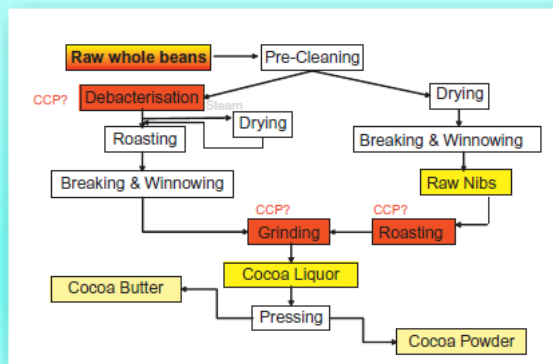 Raw whole beans
Pre-Cleaning
CCP?
Debacterisation
Steam
Drying
Drying
Roasting
Breaking & Winnowing
Breaking & Winnowing
Raw Nibs
CCP?
CCP?
Grinding
Roasting
Cocoa Liquor
Cocoa Butter
Pressing
Cocoa Powder